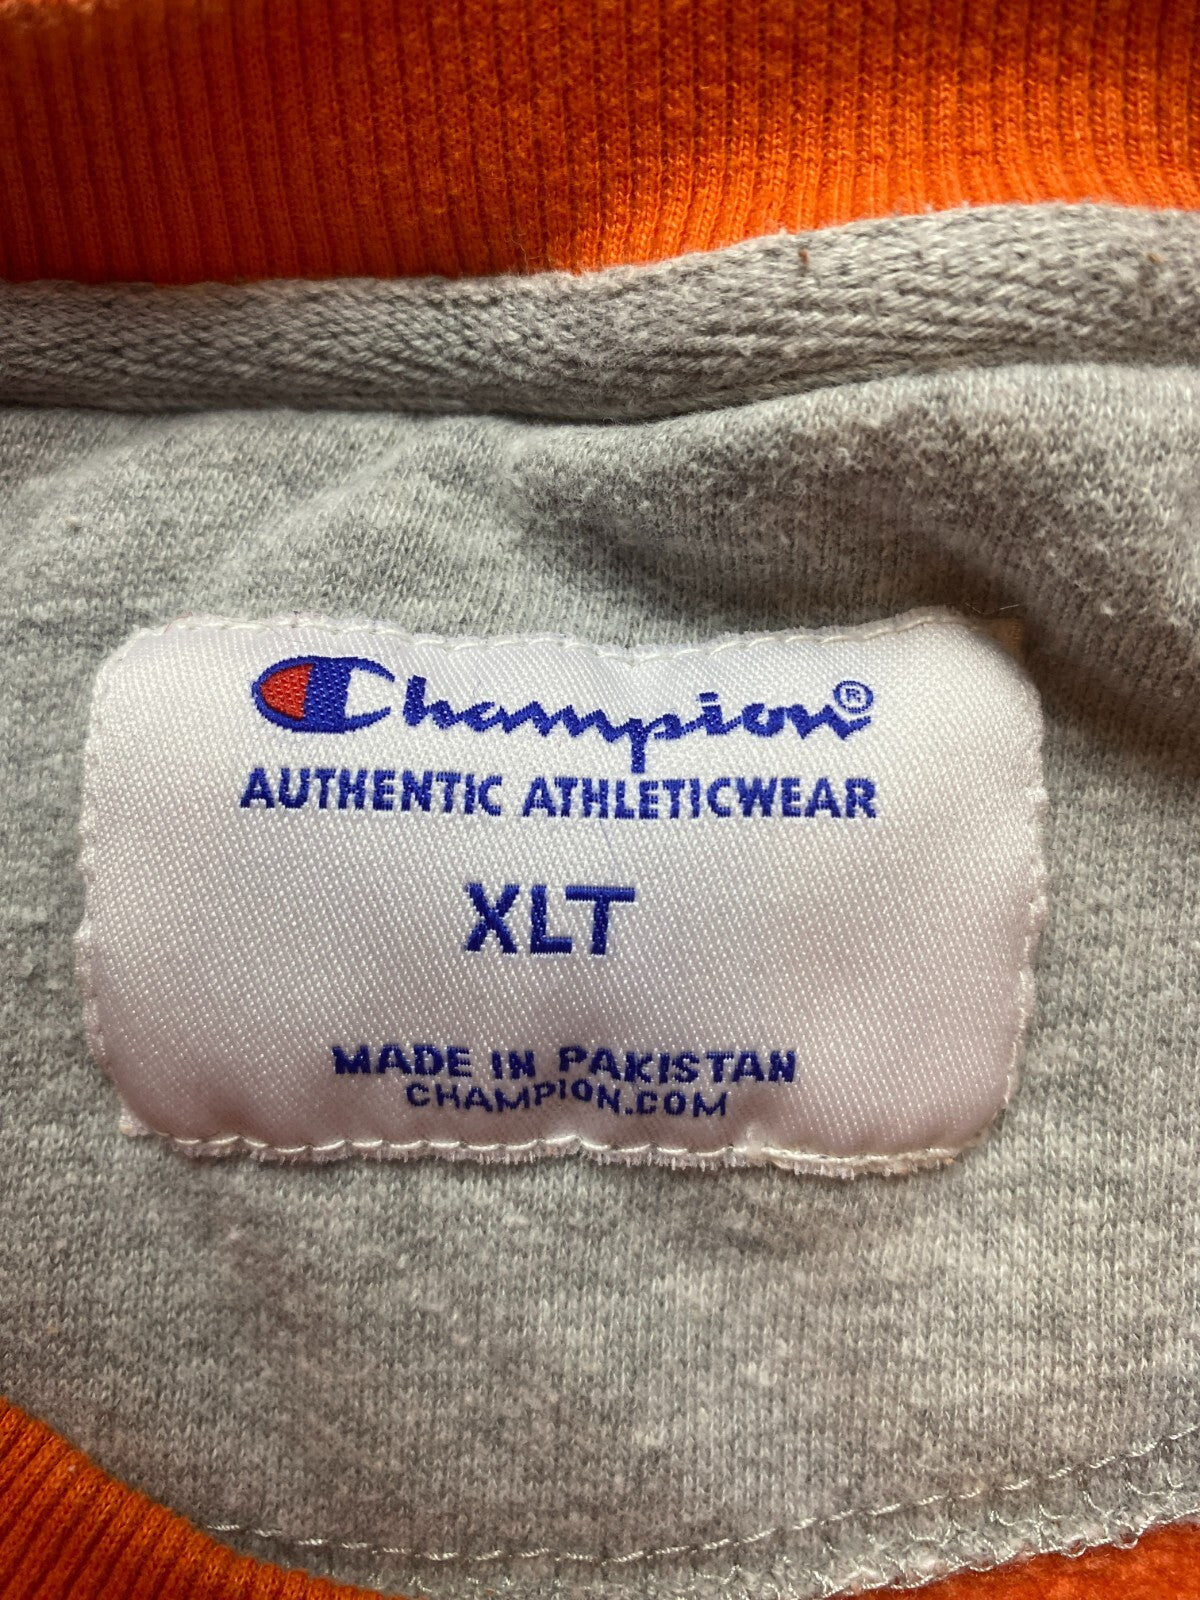 Champion®
AUTHENTIC ATHLETICWEAR
XLT
MADE IN PAKISTAN
CHAMPION.COM